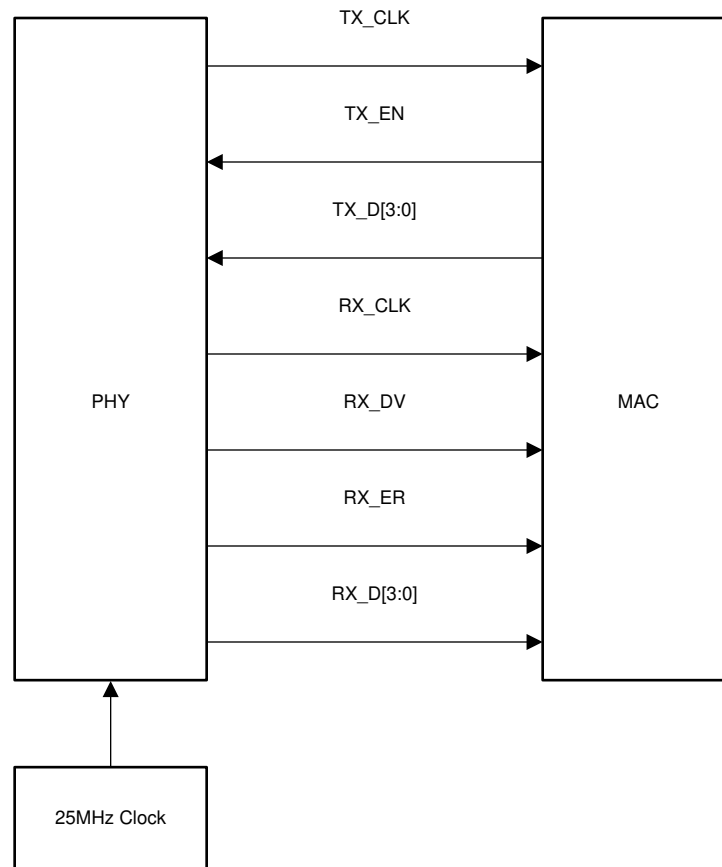 TX_CLK
TX_EN
TX_D[3:0]
RX_CLK
PHY
RX_DV
MAC
RX_ER
RX_D[3:0]
25MHz Clock